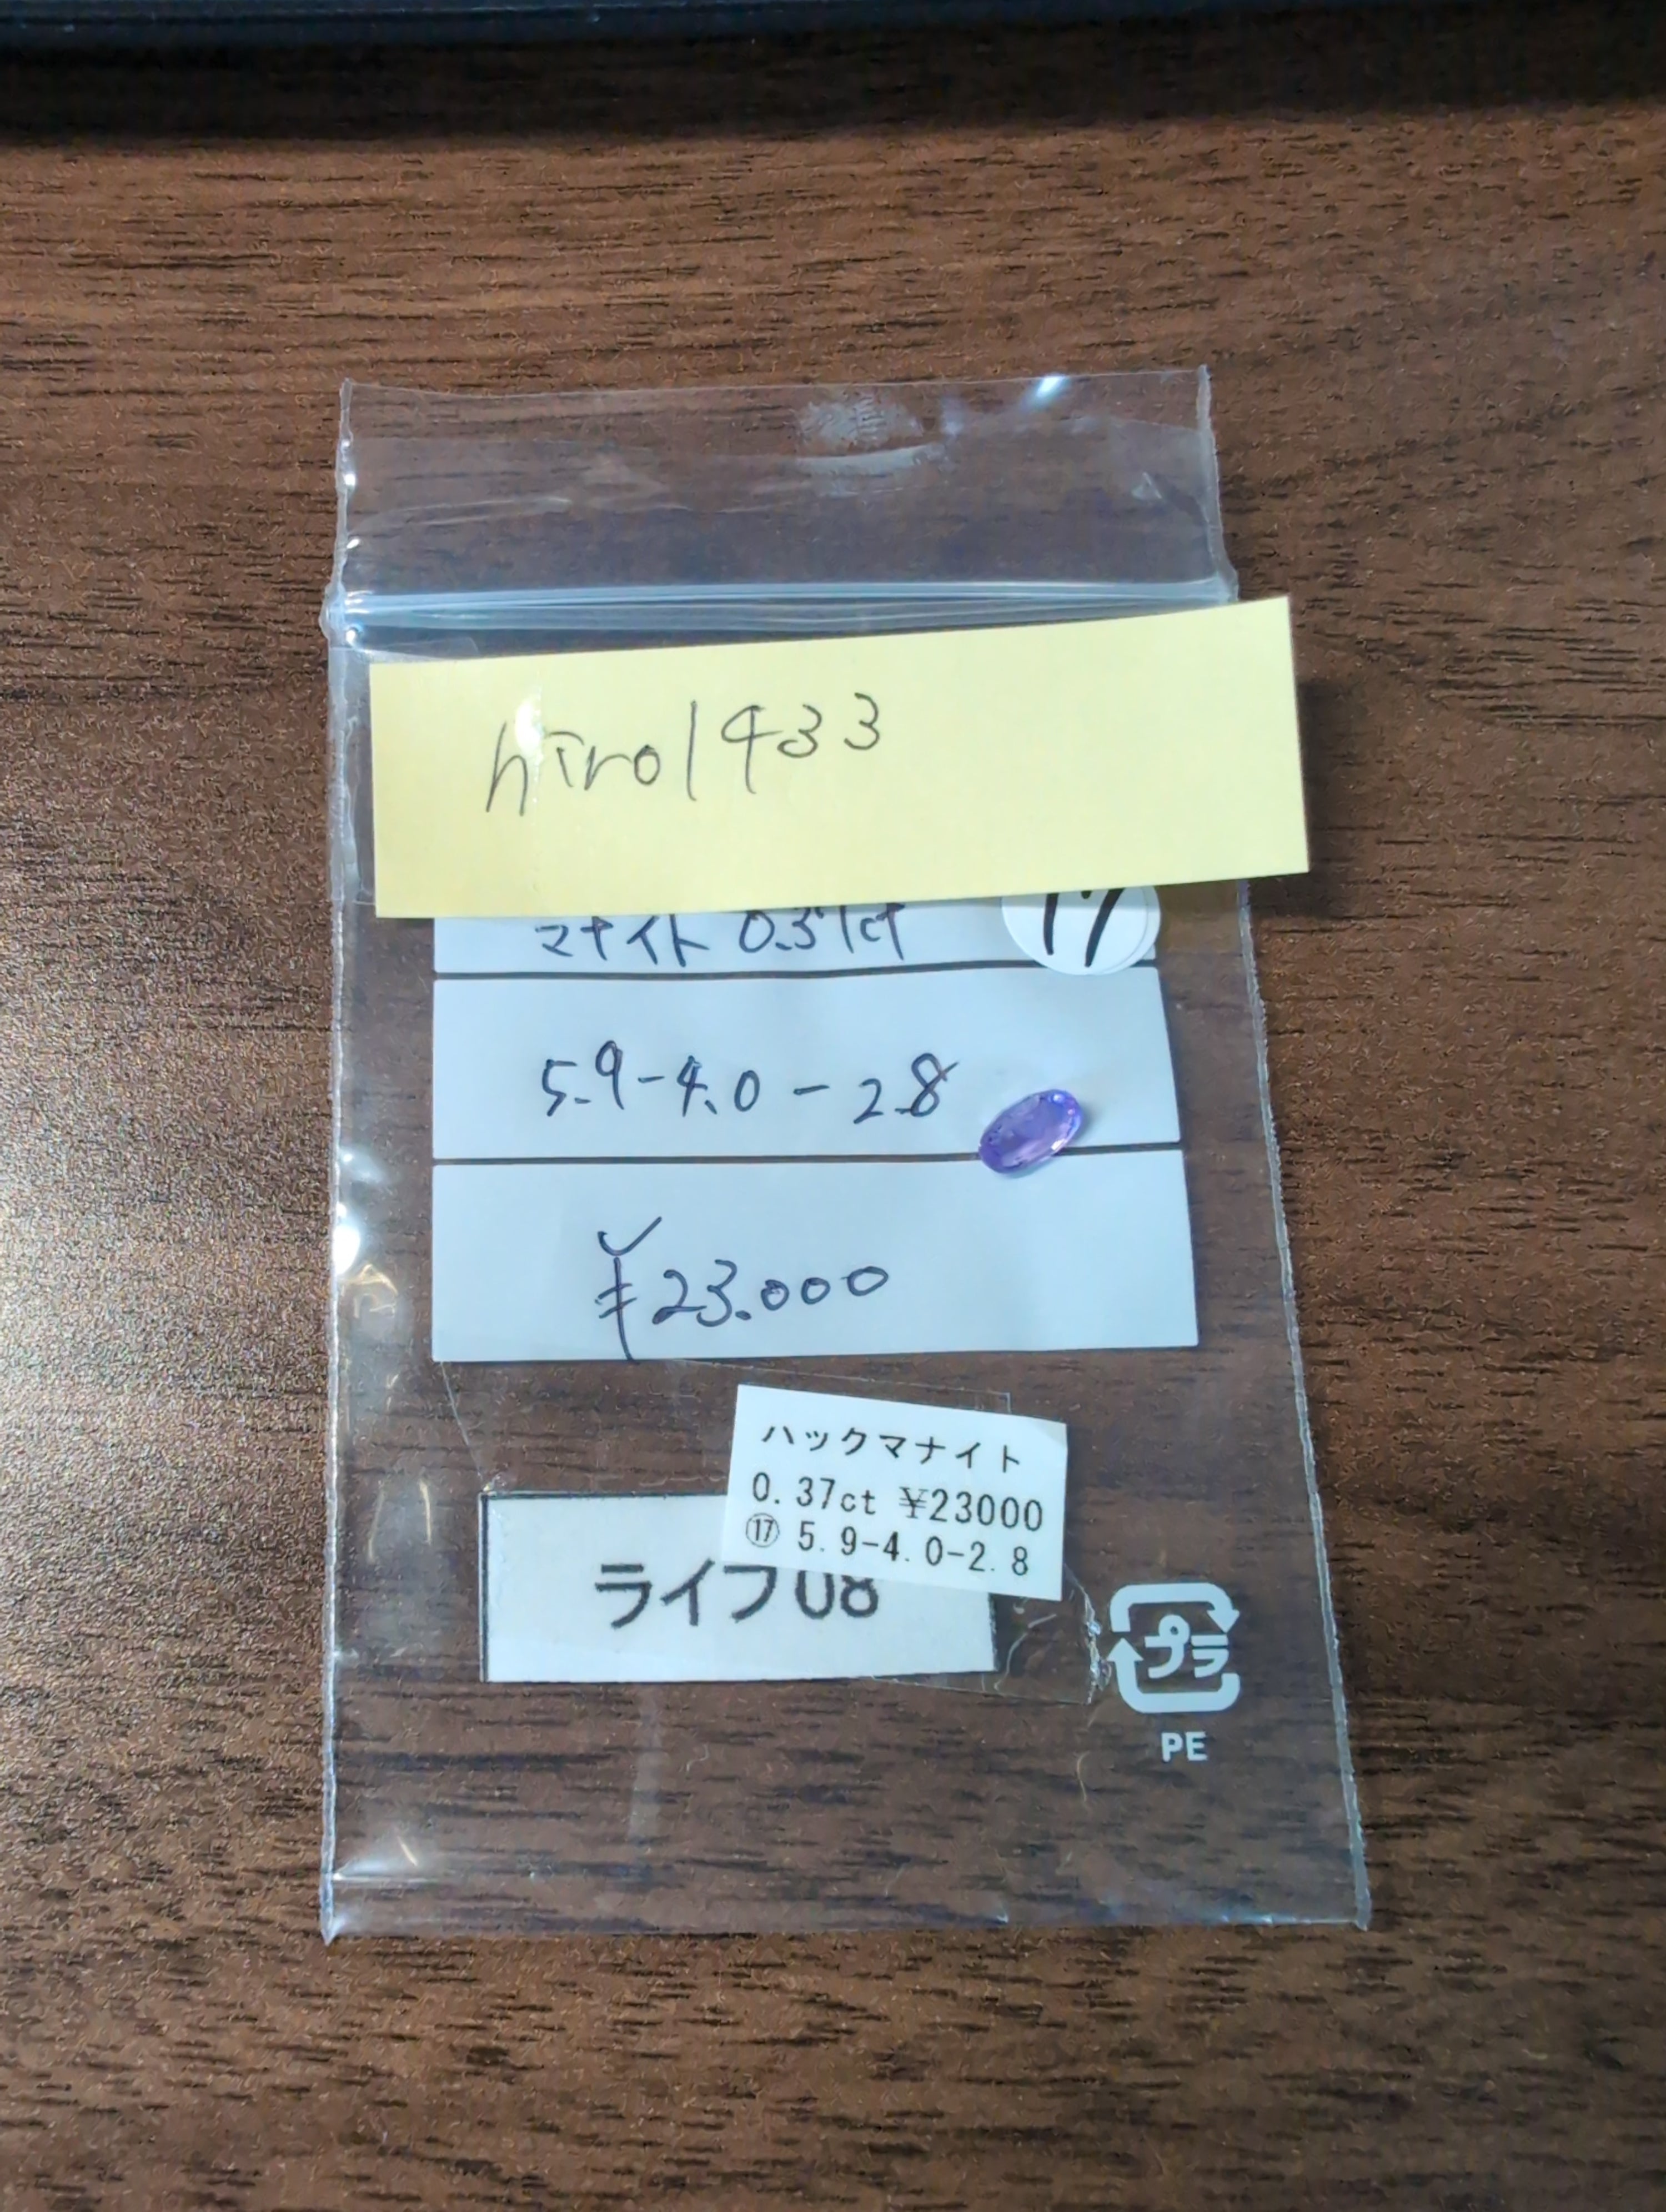 hiro1433
マナイト 0.37ct
17
5.9-4.0-2.8
¥23.000
ハックマナイト
0.37ct ¥23000
⑰ 5.9-4.0-2.8
ライフ08
プラ
PE